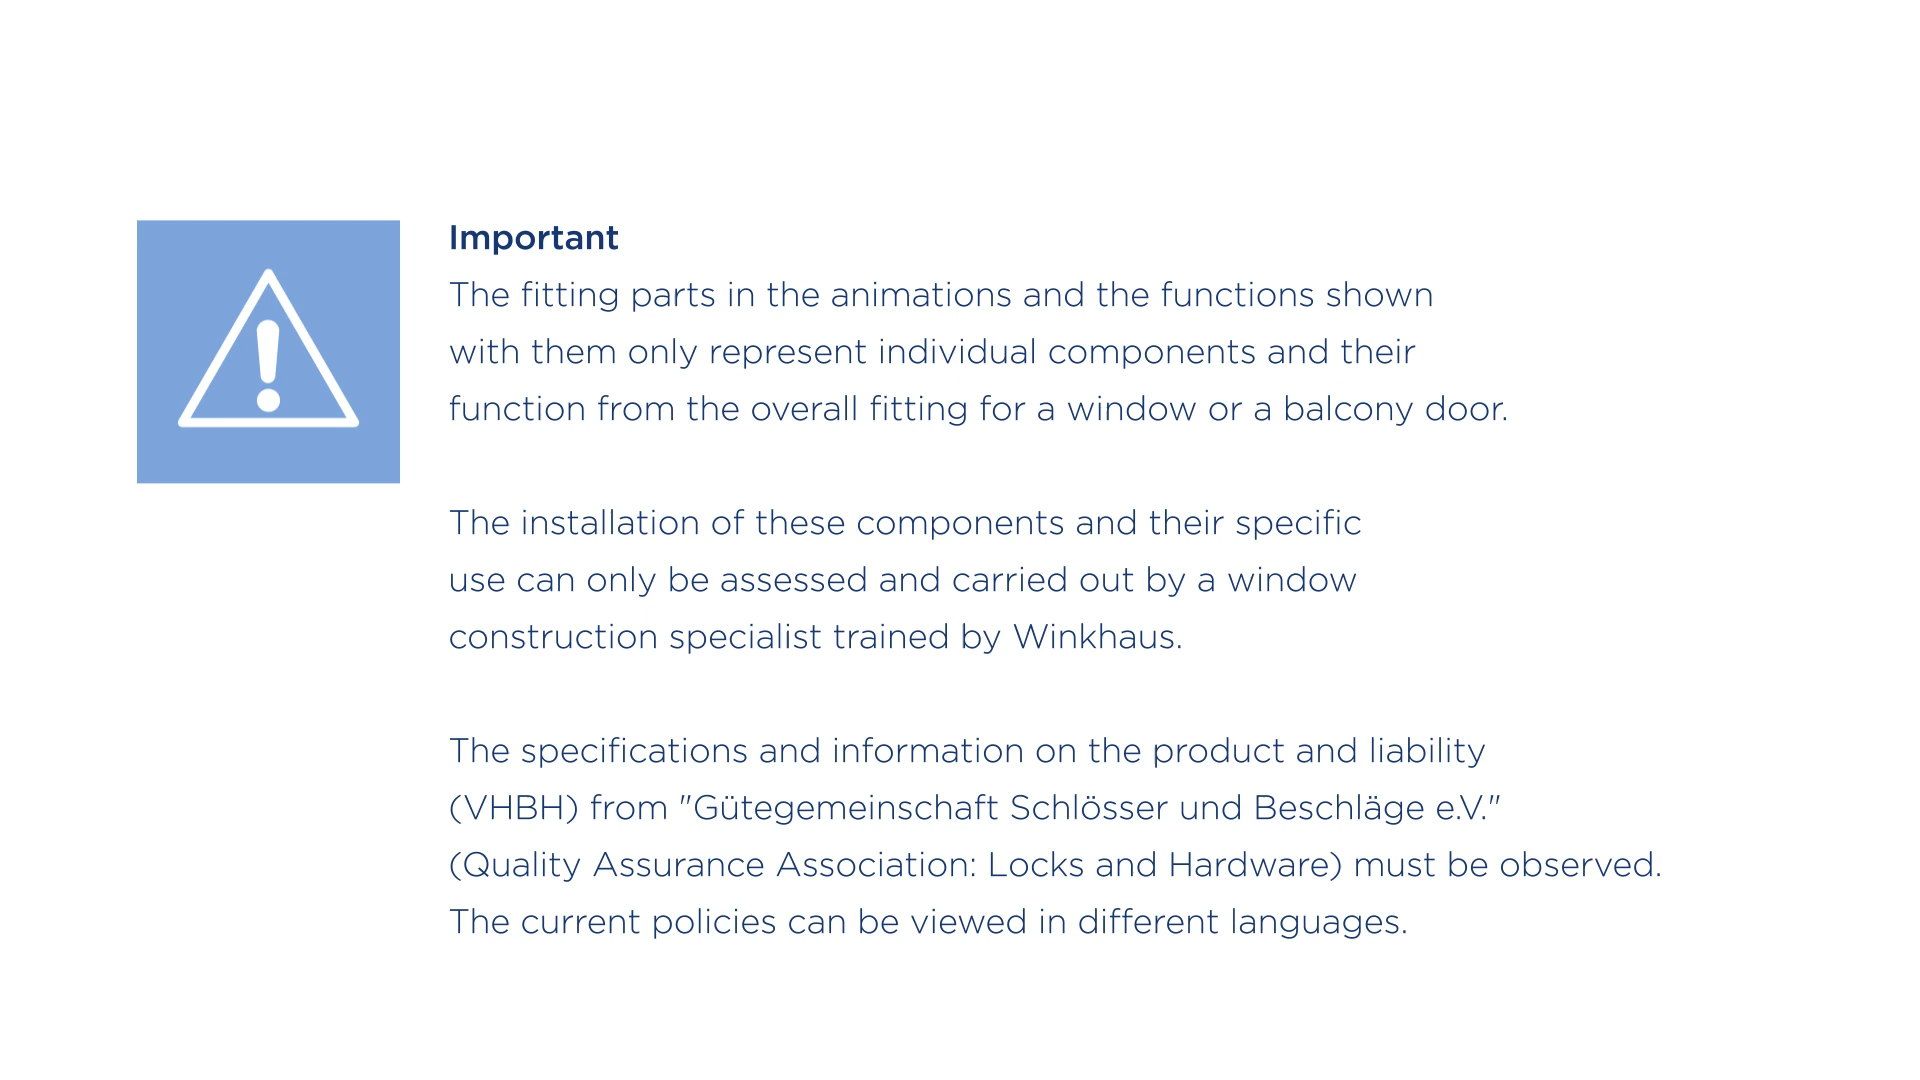 Important
The fitting parts in the animations and the functions shown
with them only represent individual components and their
function from the overall fitting for a window or a balcony door.
The installation of these components and their specific
use can only be assessed and carried out by a window
construction specialist trained by Winkhaus.
The specifications and information on the product and liability
(VHBH) from "Gütegemeinschaft Schlösser und Beschläge e.V."
(Quality Assurance Association: Locks and Hardware) must be observed.
The current policies can be viewed in different languages.